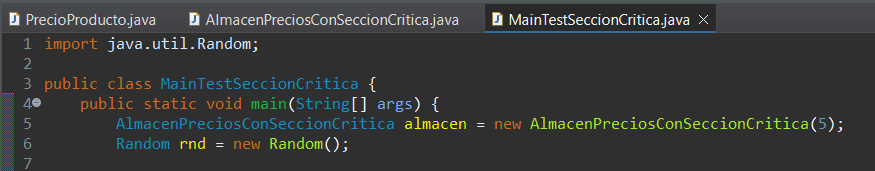 PrecioProducto.java AlmacenPreciosConSeccionCritica.java MainTestSeccionCritica.java
1 import java.util.Random;
2
3 public class MainTestSeccionCritica {
4 public static void main(String[] args) {
5 AlmacenPreciosConSeccionCritica almacen = new AlmacenPreciosConSeccionCritica(5);
6 Random rnd = new Random();
7